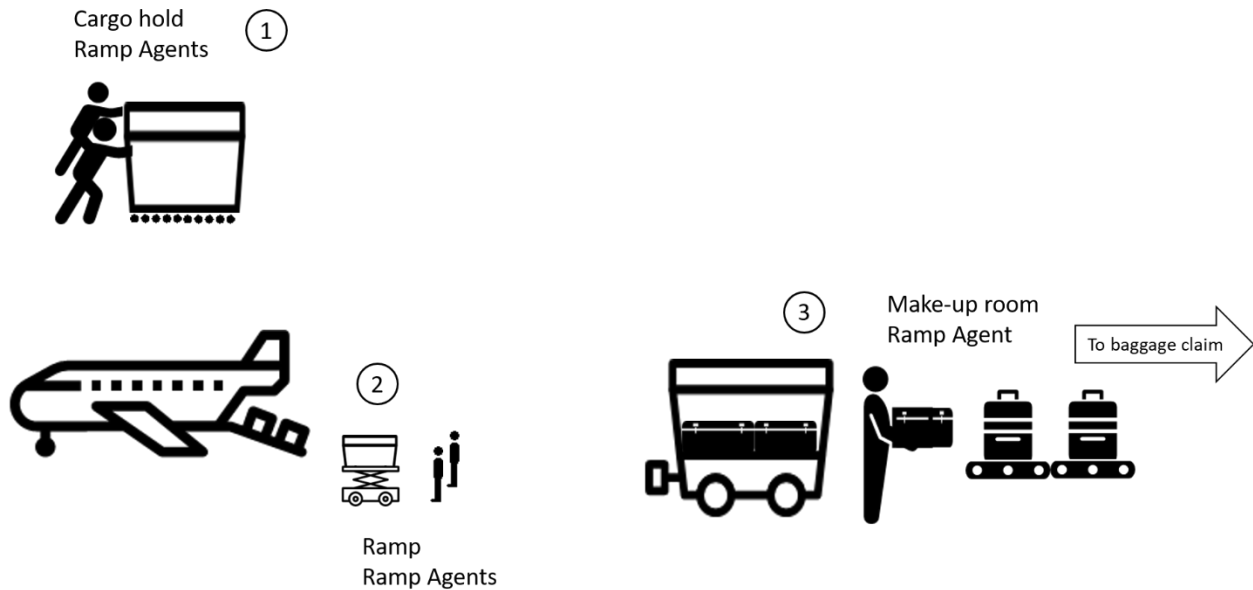 Cargo hold
Ramp Agents
1
2
Ramp
Ramp Agents
3
Make-up room
Ramp Agent
To baggage claim